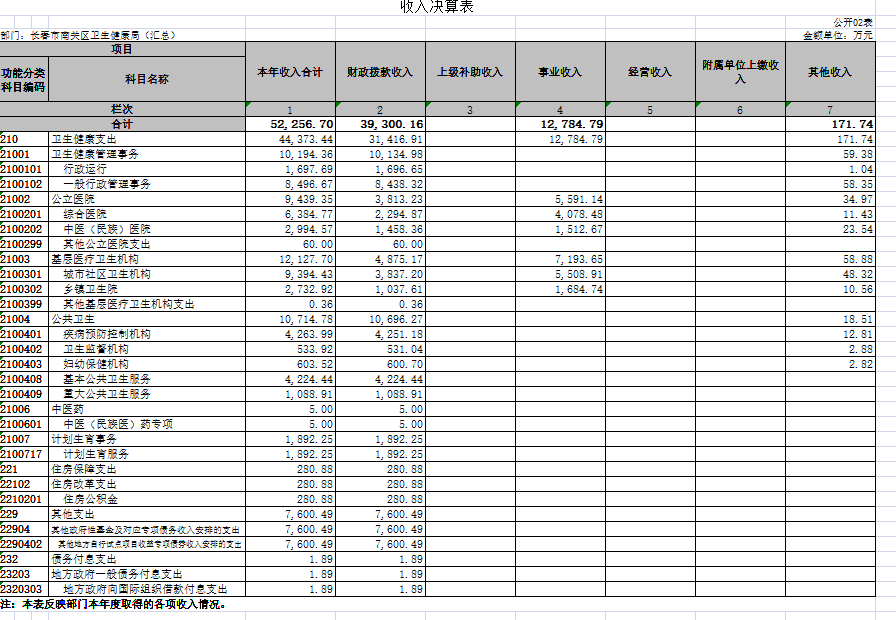 收入决算表
公开02表
部门：长春市南关区卫生健康局（汇总） 金额单位：万元
项目 本年收入合计 财政拨款收入 上级补助收入 事业收入 经营收入 附属单位上缴收入 其他收入
功能分类科目编码 科目名称
栏次 1 2 3 4 5 6 7
合计 52,256.70 39,300.16 12,784.79 171.74
210 卫生健康支出 44,373.44 31,416.91 12,784.79 171.74
21001 卫生健康管理事务 10,194.36 10,134.98 59.38
2100101 行政运行 1,697.69 1,696.65 1.04
2100102 一般行政管理事务 8,496.67 8,438.32 58.35
21002 公立医院 9,439.35 3,813.23 5,591.14 34.97
2100201 综合医院 6,384.77 2,294.87 4,078.48 11.43
2100202 中医（民族）医院 2,994.57 1,458.36 1,512.67 23.54
2100299 其他公立医院支出 60.00 60.00
21003 基层医疗卫生机构 12,127.70 4,875.17 7,193.65 58.88
2100301 城市社区卫生机构 9,394.43 3,837.20 5,508.91 48.32
2100302 乡镇卫生院 2,732.92 1,037.61 1,684.74 10.56
2100399 其他基层医疗卫生机构支出 0.36 0.36
21004 公共卫生 10,714.78 10,696.27 18.51
2100401 疾病预防控制机构 4,263.99 4,251.18 12.81
2100402 卫生监督机构 533.92 531.04 2.88
2100403 妇幼保健机构 603.52 600.70 2.82
2100408 基本公共卫生服务 4,224.44 4,224.44
2100409 重大公共卫生服务 1,088.91 1,088.91
21006 中医药 5.00 5.00
2100601 中医（民族医）药专项 5.00 5.00
21007 计划生育事务 1,892.25 1,892.25
2100717 计划生育服务 1,892.25 1,892.25
221 住房保障支出 280.88 280.88
22102 住房改革支出 280.88 280.88
2210201 住房公积金 280.88 280.88
229 其他支出 7,600.49 7,600.49
22904 其他政府性基金及对应专项债务收入安排的支出 7,600.49 7,600.49
2290402 其他地方自行试点项目收益专项债券收入安排的支出 7,600.49 7,600.49
232 债务付息支出 1.89 1.89
23203 地方政府一般债务付息支出 1.89 1.89
2320303 地方政府向国际组织借款付息支出 1.89 1.89
注：本表反映部门本年度取得的各项收入情况。